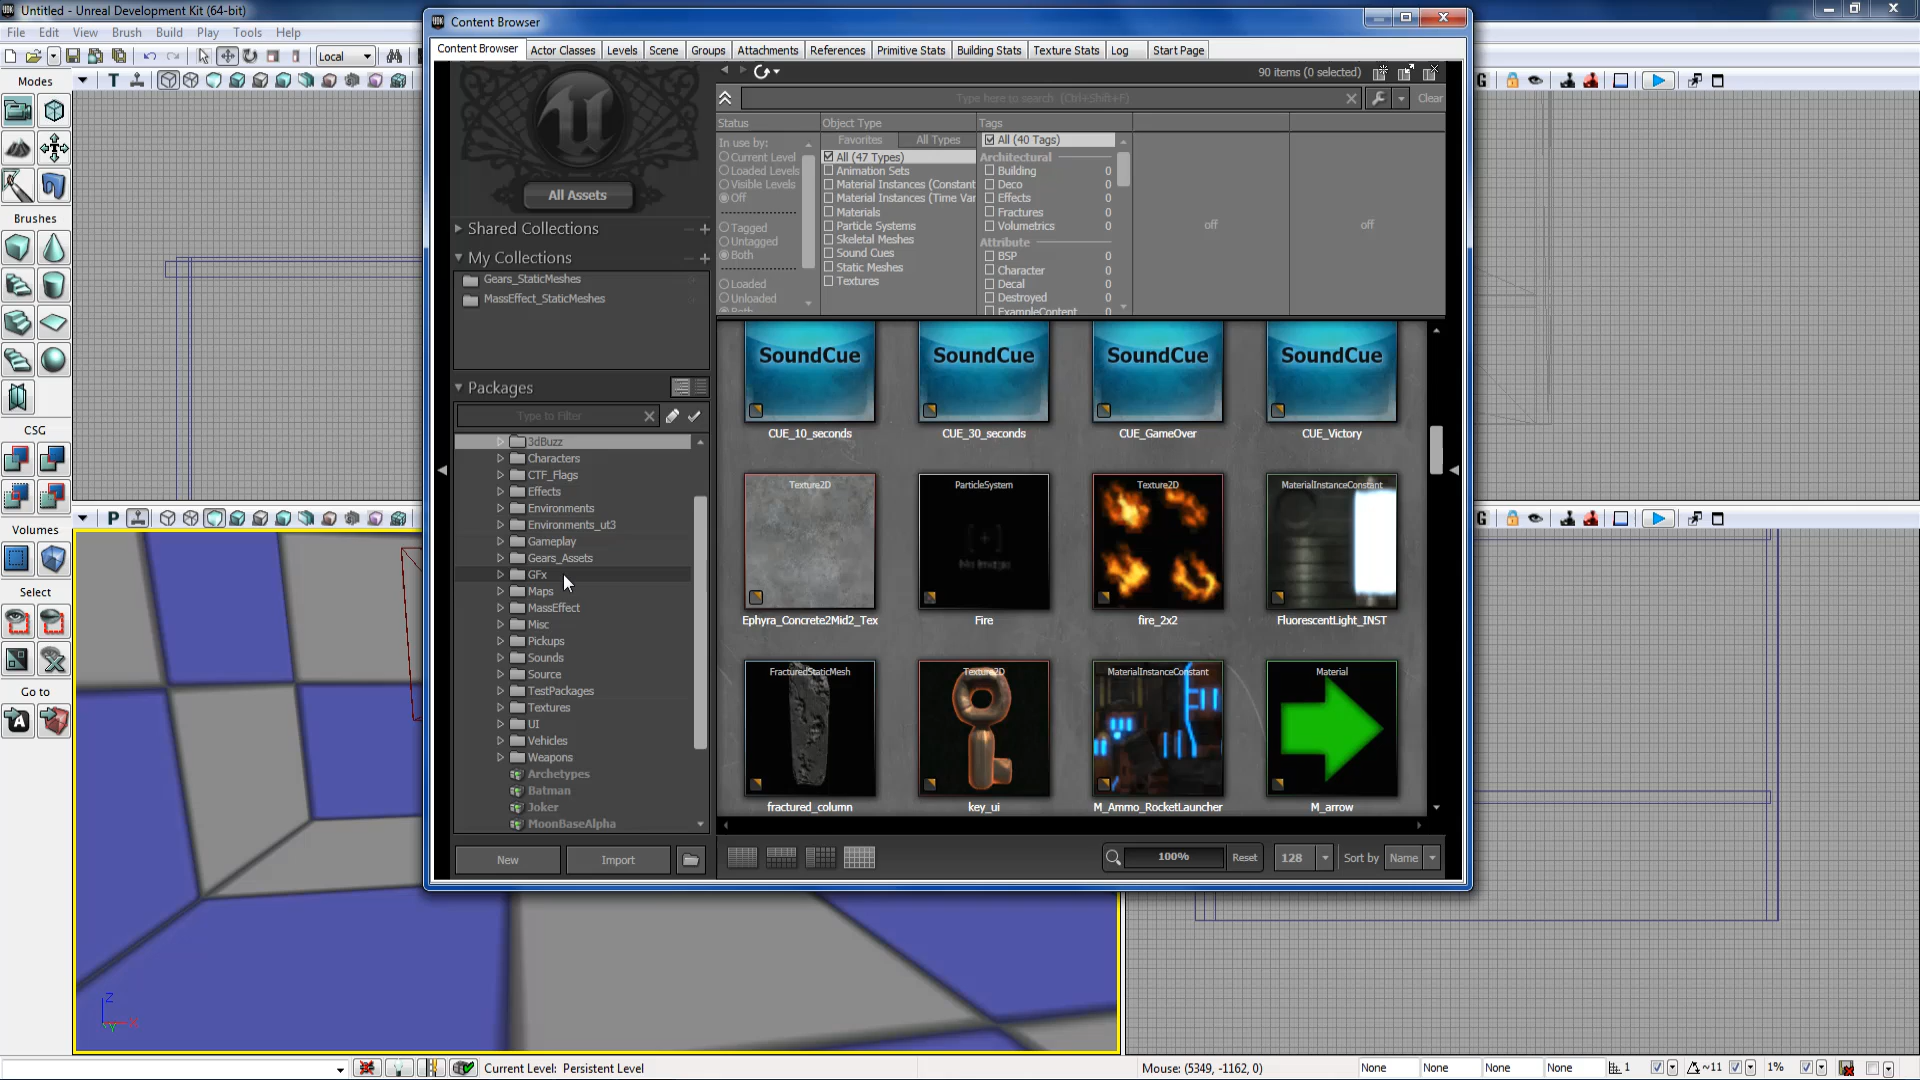 Untitled - Unreal Development Kit (64-bit)
File Edit View Brush Build Play Tools Help
Local
Modes
Brushes
CSG
Volumes
Select
Go to
Content Browser
Content Browser Actor Classes Levels Scene Groups Attachments References Primitive Stats Building Stats Texture Stats Log Start Page
All Assets
Shared Collections
My Collections
Gears_StaticMeshes
MassEffect_StaticMeshes
Packages
Type to Filter
3dBuzz
Characters
CTF_Flags
Effects
Environments
Environments_ut3
Gameplay
Gears_Assets
GFx
Maps
MassEffect
Misc
Pickups
Sounds
Source
TestPackages
Textures
UI
Vehicles
Weapons
Archetypes
Batman
Joker
MoonBaseAlpha
New Import
90 items (0 selected)
Type here to search (Ctrl+Shift+F)
Clear
Status
In use by:
Current Level
Loaded Levels
Visible Levels
Off
Tagged
Untagged
Both
Loaded
Unloaded
Both
Object Type
Favorites All Types
All (47 Types)
Animation Sets
Material Instances (Constant
Material Instances (Time Var
Materials
Particle Systems
Skeletal Meshes
Sound Cues
Static Meshes
Textures
Tags
All (40 Tags)
Architectural
Building 0
Deco 0
Effects 0
Fractures 0
Volumetrics 0
Attribute
BSP 0
Character 0
Decal 0
Destroyed 0
ExampleContent 0
off
off
SoundCue SoundCue SoundCue SoundCue
CUE_10_seconds CUE_30_seconds CUE_GameOver CUE_Victory
Texture2D ParticleSystem Texture2D MaterialInstanceConstant
[+]
No Image
Ephyra_Concrete2Mid2_Tex Fire fire_2x2 FluorescentLight_INST
FracturedStaticMesh Texture2D MaterialInstanceConstant Material
fractured_column key_ui M_Ammo_RocketLauncher M_arrow
100% Reset 128 Sort by Name
T
P
G
G
Z
X
Y
Current Level: Persistent Level
Mouse: (5349, -1162, 0)
None None None None 1 ~11 1%